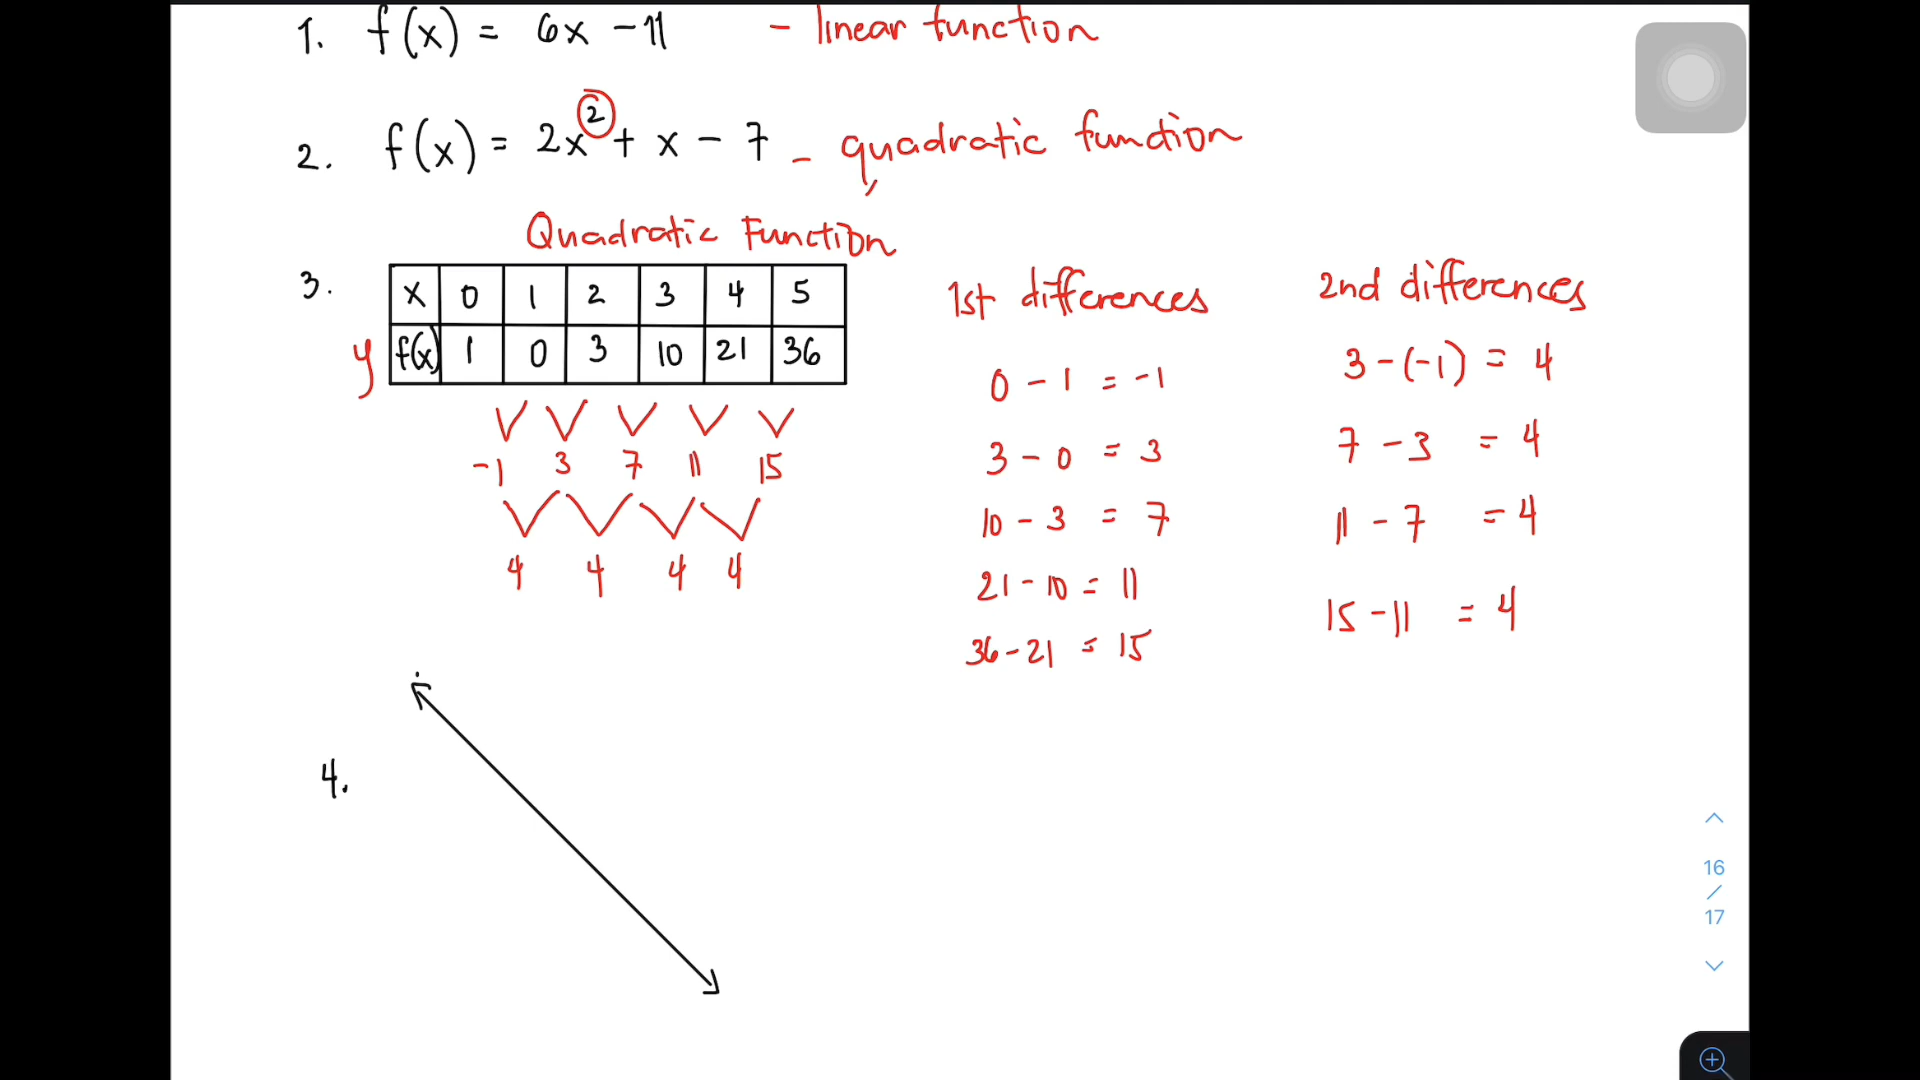 1. f(x) = 6x - 11 - linear function
2. f(x) = 2x² + x - 7 - quadratic function
Quadratic Function
3.
x 0 1 2 3 4 5
y f(x) 1 0 3 10 21 36
-1 3 7 11 15
4 4 4 4
1st differences
0 - 1 = -1
3 - 0 = 3
10 - 3 = 7
21 - 10 = 11
36 - 21 = 15
2nd differences
3 - (-1) = 4
7 - 3 = 4
11 - 7 = 4
15 - 11 = 4
4.
16
/
17